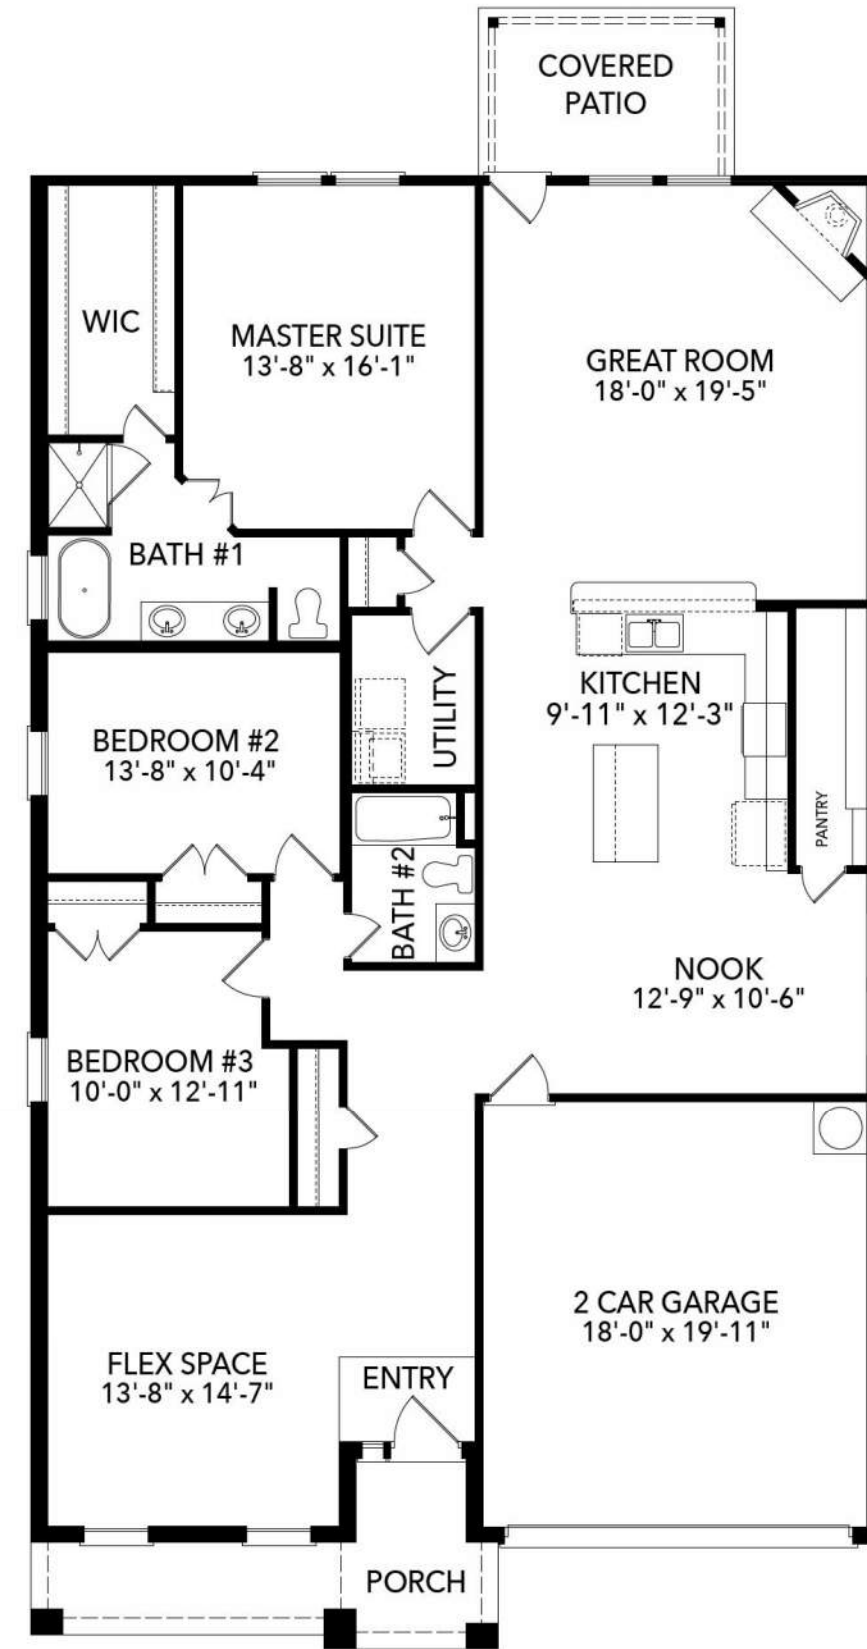 COVERED
PATIO
WIC
MASTER SUITE
13'-8" x 16'-1"
GREAT ROOM
18'-0" x 19'-5"
BATH #1
UTILITY
KITCHEN
9'-11" x 12'-3"
BEDROOM #2
13'-8" x 10'-4"
PANTRY
BATH #2
NOOK
12'-9" x 10'-6"
BEDROOM #3
10'-0" x 12'-11"
2 CAR GARAGE
18'-0" x 19'-11"
FLEX SPACE
13'-8" x 14'-7"
ENTRY
PORCH